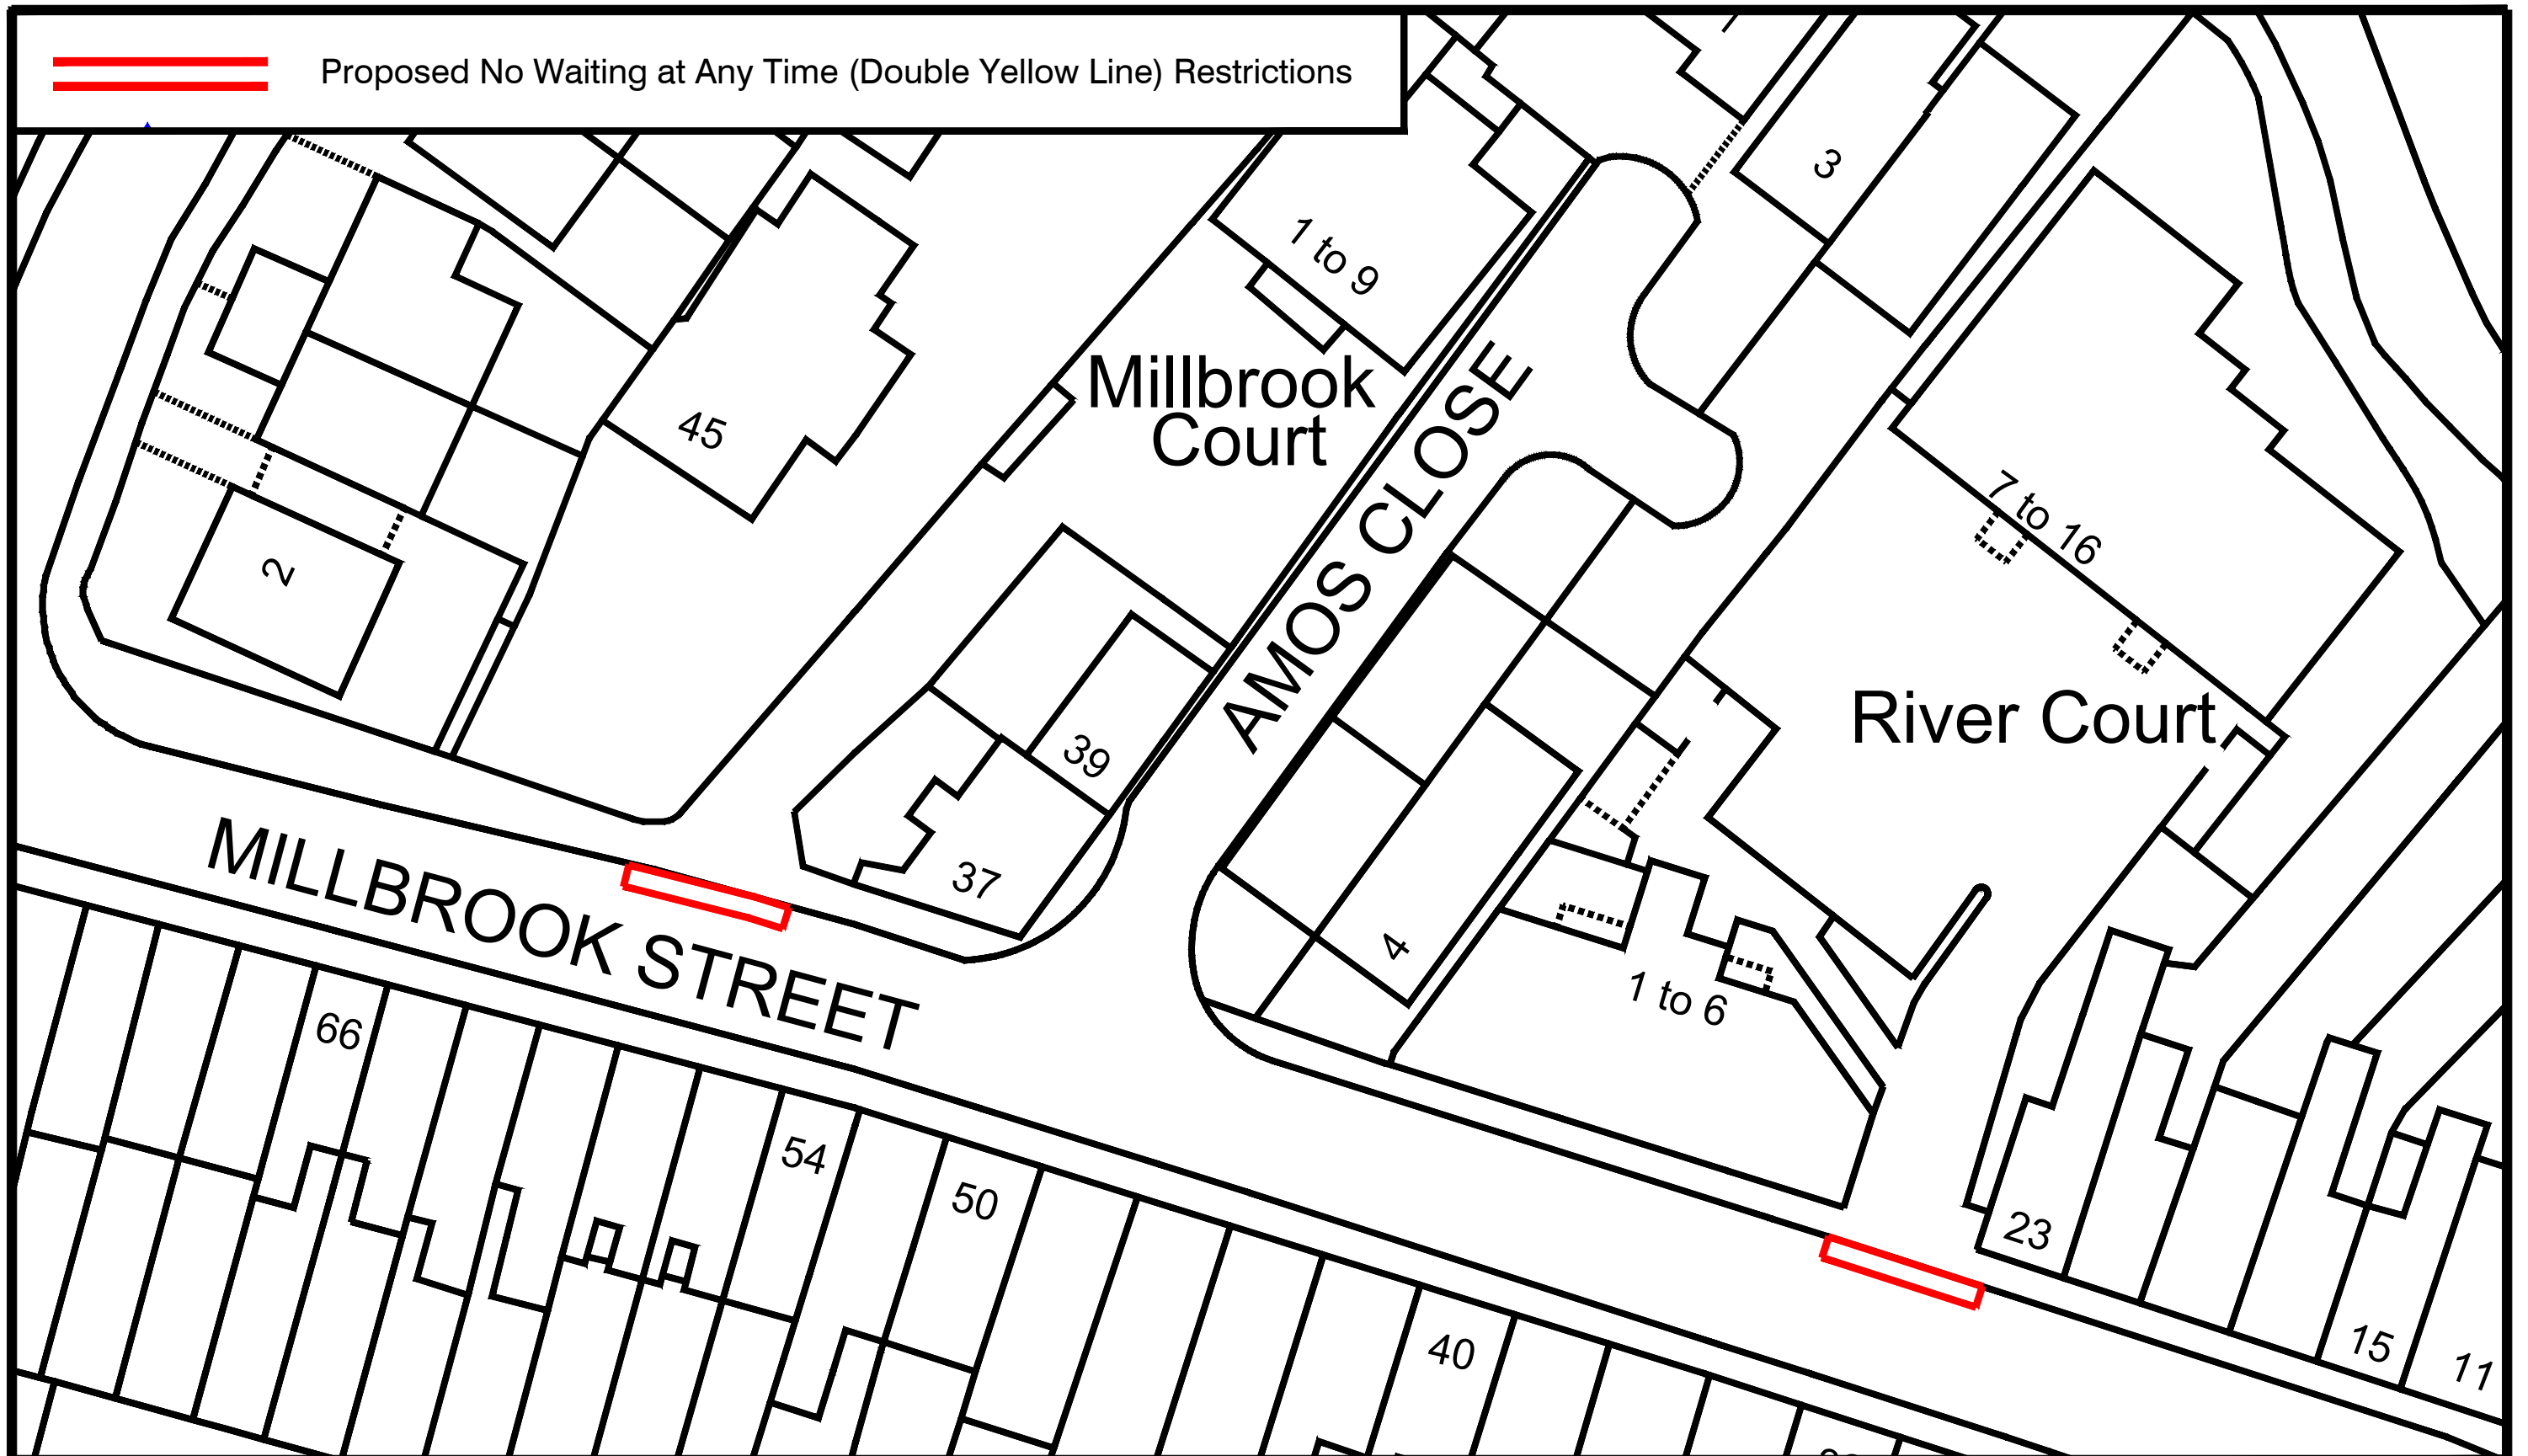 Proposed No Waiting at Any Time (Double Yellow Line) Restrictions
3
1 to 9
Millbrook
Court
45
AMOS CLOSE
7 to 16
2
River Court
39
37
MILLBROOK STREET
4
1 to 6
66
54
50
23
40
15
11